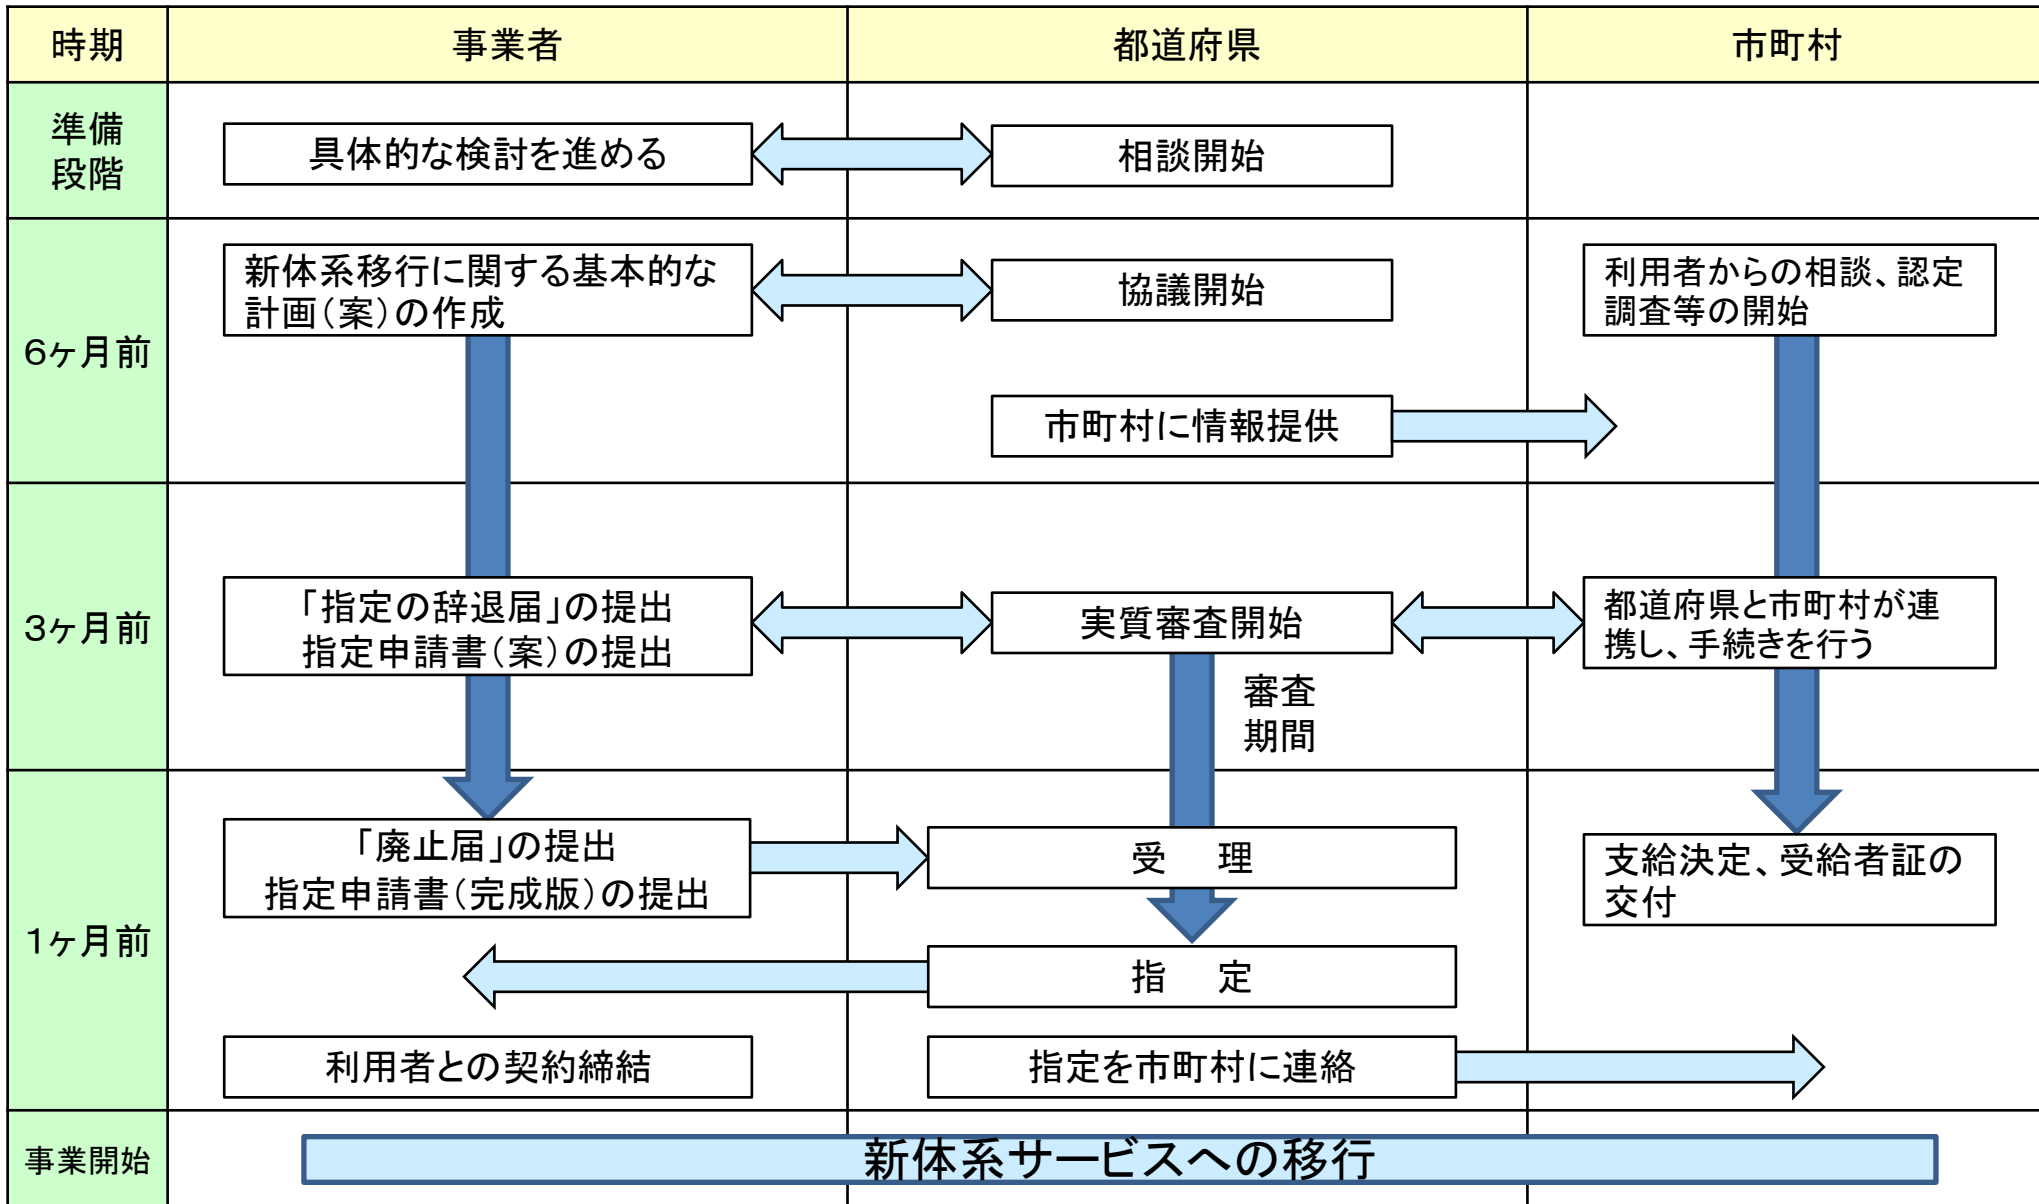 時期
事業者
都道府県
市町村
準備
段階
具体的な検討を進める
相談開始
6ヶ月前
新体系移行に関する基本的な
計画（案）の作成
協議開始
利用者からの相談、認定
調査等の開始
市町村に情報提供
3ヶ月前
「指定の辞退届」の提出
指定申請書（案）の提出
実質審査開始
都道府県と市町村が連
携し、手続きを行う
審査
期間
1ヶ月前
「廃止届」の提出
指定申請書（完成版）の提出
受　理
支給決定、受給者証の
交付
指　定
利用者との契約締結
指定を市町村に連絡
事業開始
新体系サービスへの移行